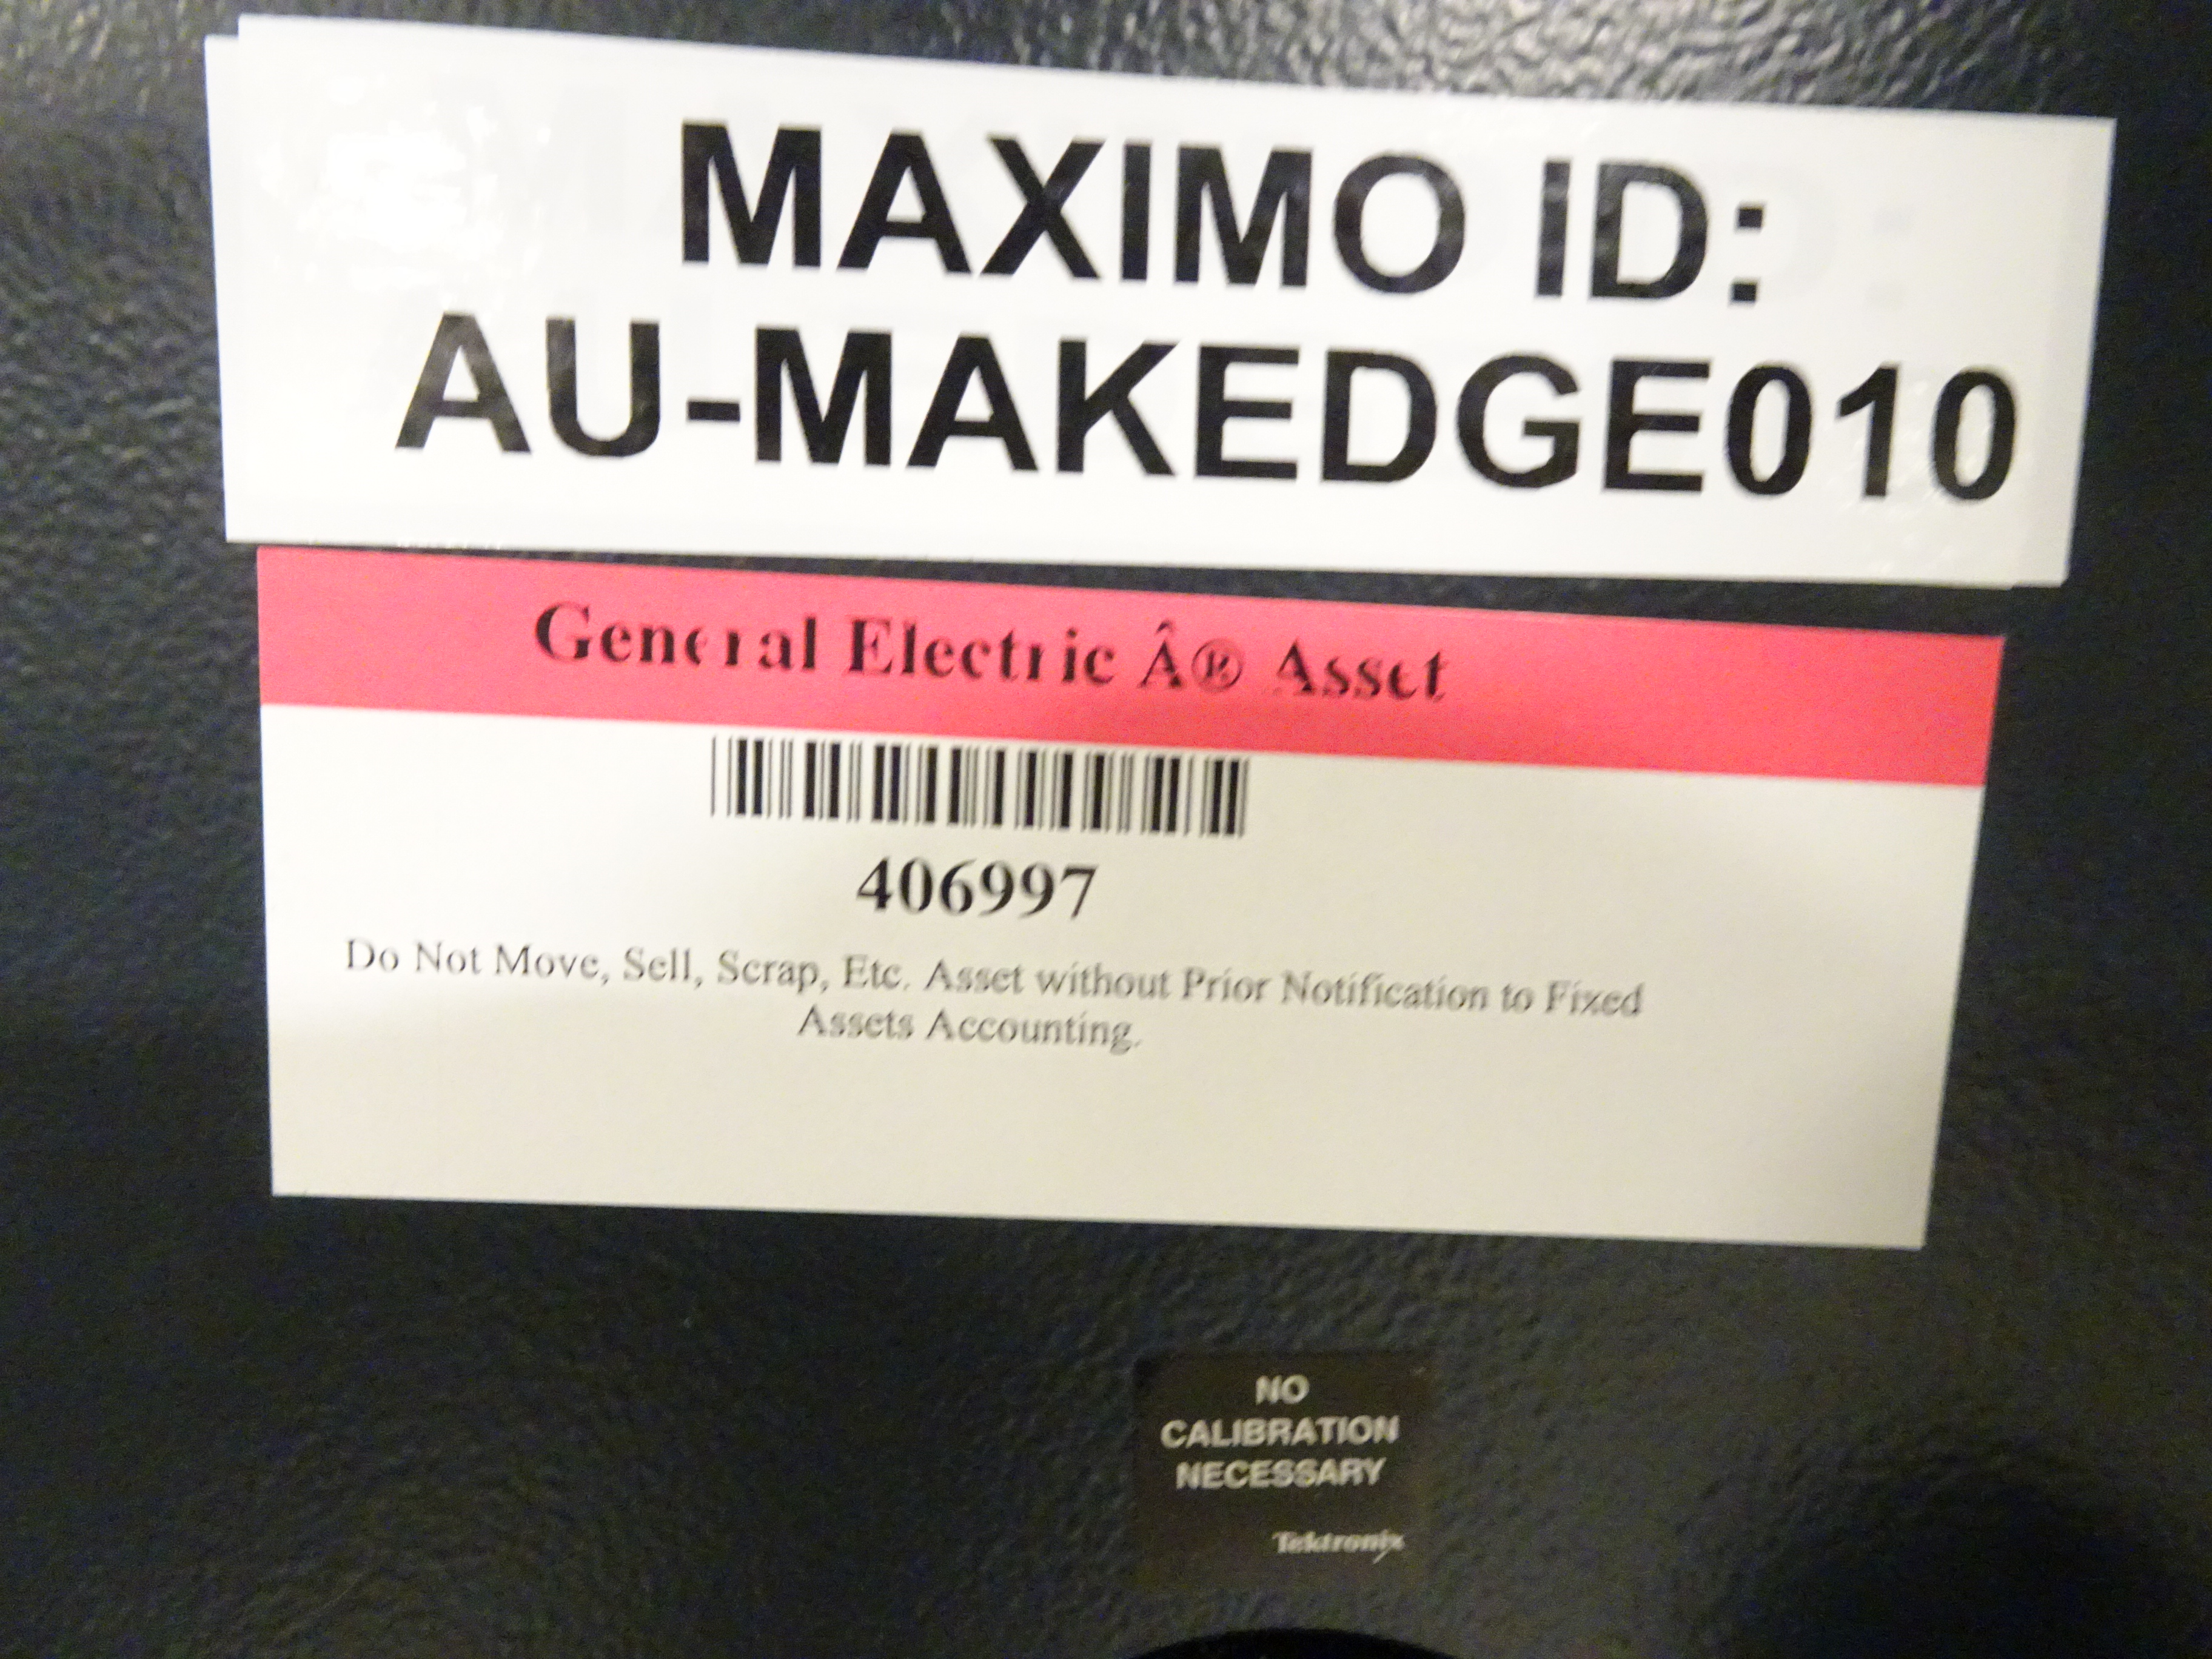 MAXIMO ID:
AU-MAKEDGE010
General Electric Â® Asset
406997
Do Not Move, Sell, Scrap, Etc. Asset without Prior Notification to Fixed
Assets Accounting.
NO
CALIBRATION
NECESSARY
Tektronix